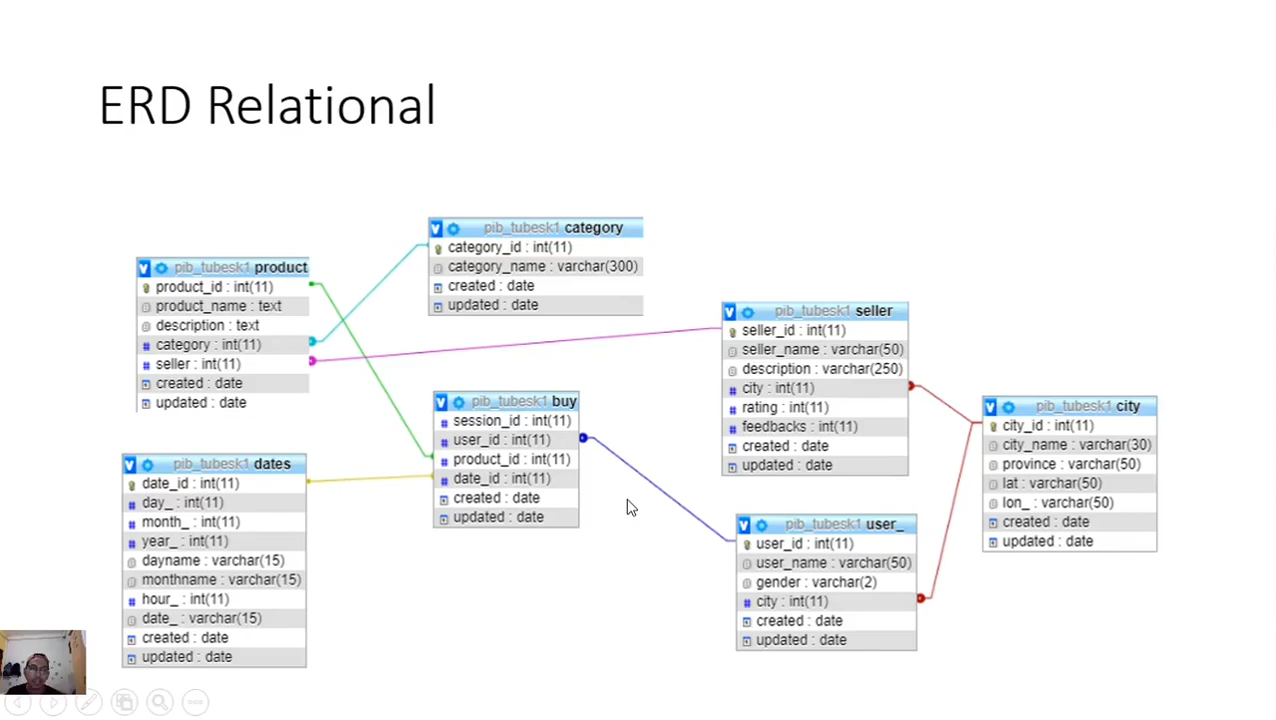 ERD Relational
pib_tubesk1 product
product_id : int(11)
product_name : text
description : text
category : int(11)
seller : int(11)
created : date
updated : date
pib_tubesk1 category
category_id : int(11)
category_name : varchar(300)
created : date
updated : date
pib_tubesk1 dates
date_id : int(11)
day_ : int(11)
month_ : int(11)
year_ : int(11)
dayname : varchar(15)
monthname : varchar(15)
hour_ : int(11)
date_ : varchar(15)
created : date
updated : date
pib_tubesk1 buy
session_id : int(11)
user_id : int(11)
product_id : int(11)
date_id : int(11)
created : date
updated : date
pib_tubesk1 seller
seller_id : int(11)
seller_name : varchar(50)
description : varchar(250)
city : int(11)
rating : int(11)
feedbacks : int(11)
created : date
updated : date
pib_tubesk1 user_
user_id : int(11)
user_name : varchar(50)
gender : varchar(2)
city : int(11)
created : date
updated : date
pib_tubesk1 city
city_id : int(11)
city_name : varchar(30)
province : varchar(50)
lat : varchar(50)
lon_ : varchar(50)
created : date
updated : date